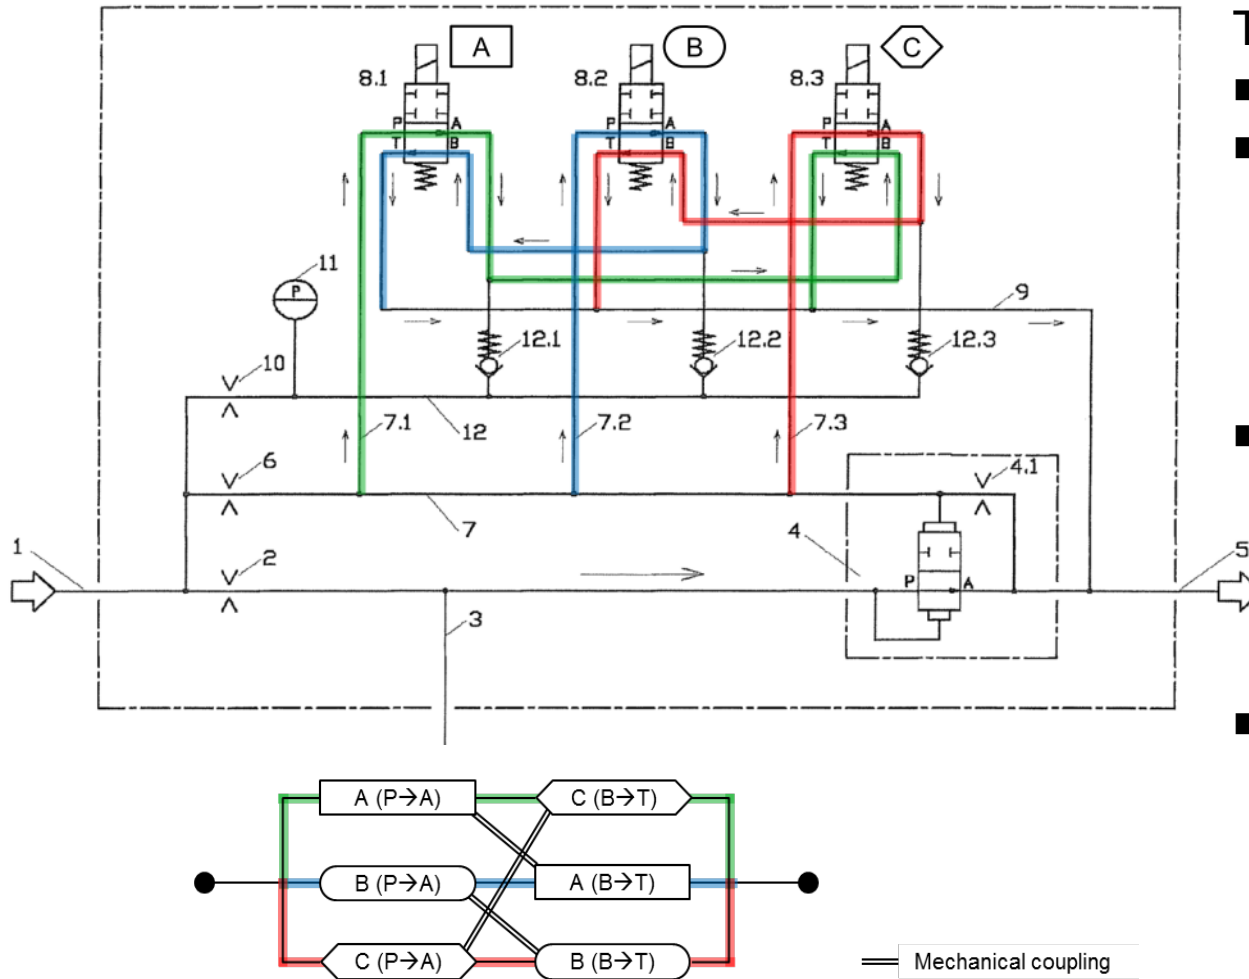 T
A
B
C
8.1
8.2
8.3
P A
T B
P A
T B
P A
T B
11
P
9
12.1
12.2
12.3
10
12
7.1
7.2
7.3
6
4.1
7
4
1
2
5
P A
3
A (P→A)
C (B→T)
B (P→A)
A (B→T)
C (P→A)
B (B→T)
Mechanical coupling